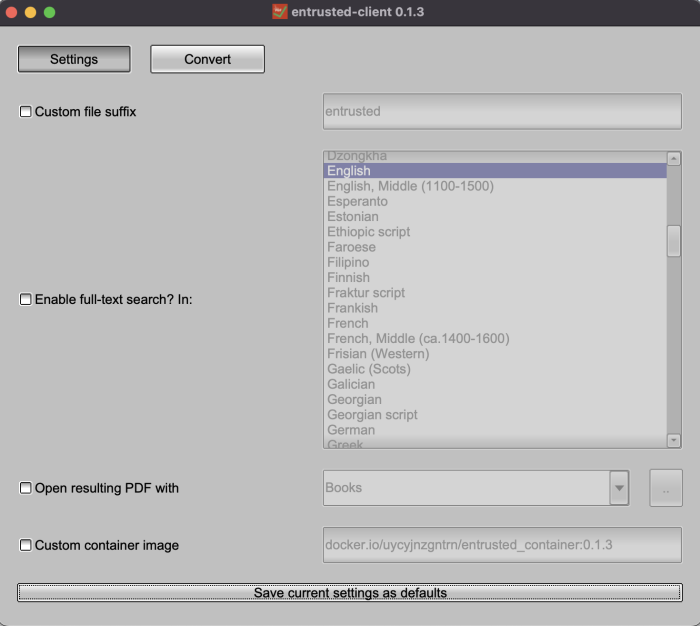 entrusted-client 0.1.3
Settings
Convert
Custom file suffix
entrusted
Enable full-text search? In:
Dzongkha
English
English, Middle (1100-1500)
Esperanto
Estonian
Ethiopic script
Faroese
Filipino
Finnish
Fraktur script
Frankish
French
French, Middle (ca.1400-1600)
Frisian (Western)
Gaelic (Scots)
Galician
Georgian
Georgian script
German
Greek
Open resulting PDF with
Books
..
Custom container image
docker.io/uycyjnzgntrn/entrusted_container:0.1.3
Save current settings as defaults